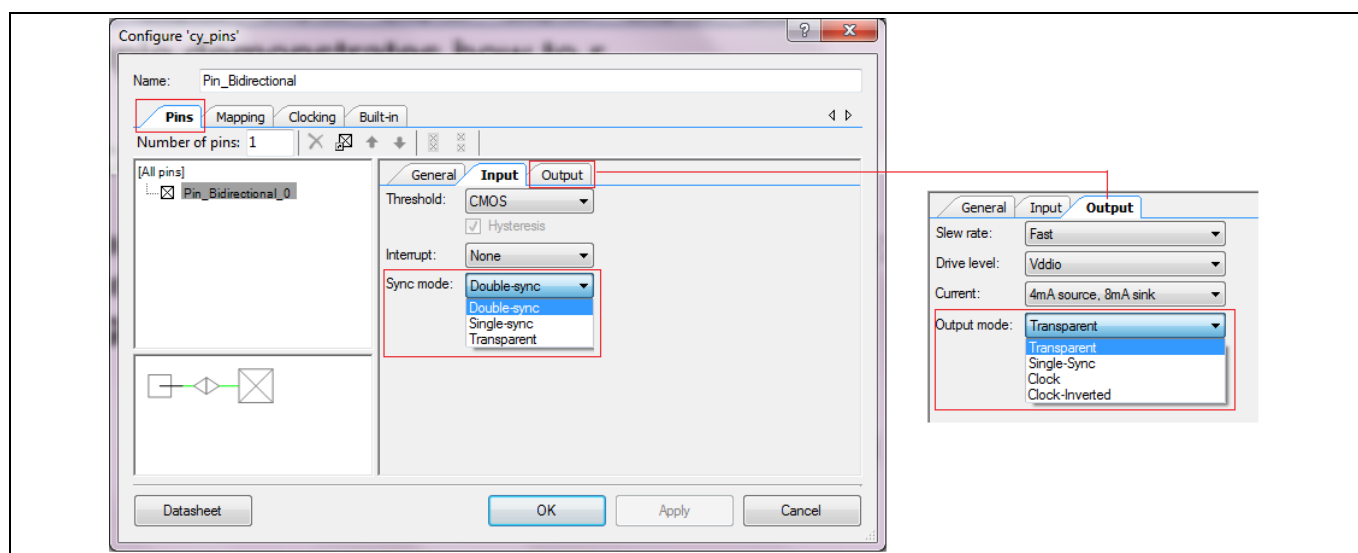 Configure 'cy_pins'
Name: Pin_Bidirectional
Pins Mapping Clocking Built-in
Number of pins: 1
[All pins]
Pin_Bidirectional_0
General Input Output
Threshold: CMOS
Hysteresis
Interrupt: None
Sync mode: Double-sync
Double-sync
Single-sync
Transparent
Datasheet OK Apply Cancel
General Input Output
Slew rate: Fast
Drive level: Vddio
Current: 4mA source, 8mA sink
Output mode: Transparent
Transparent
Single-Sync
Clock
Clock-Inverted